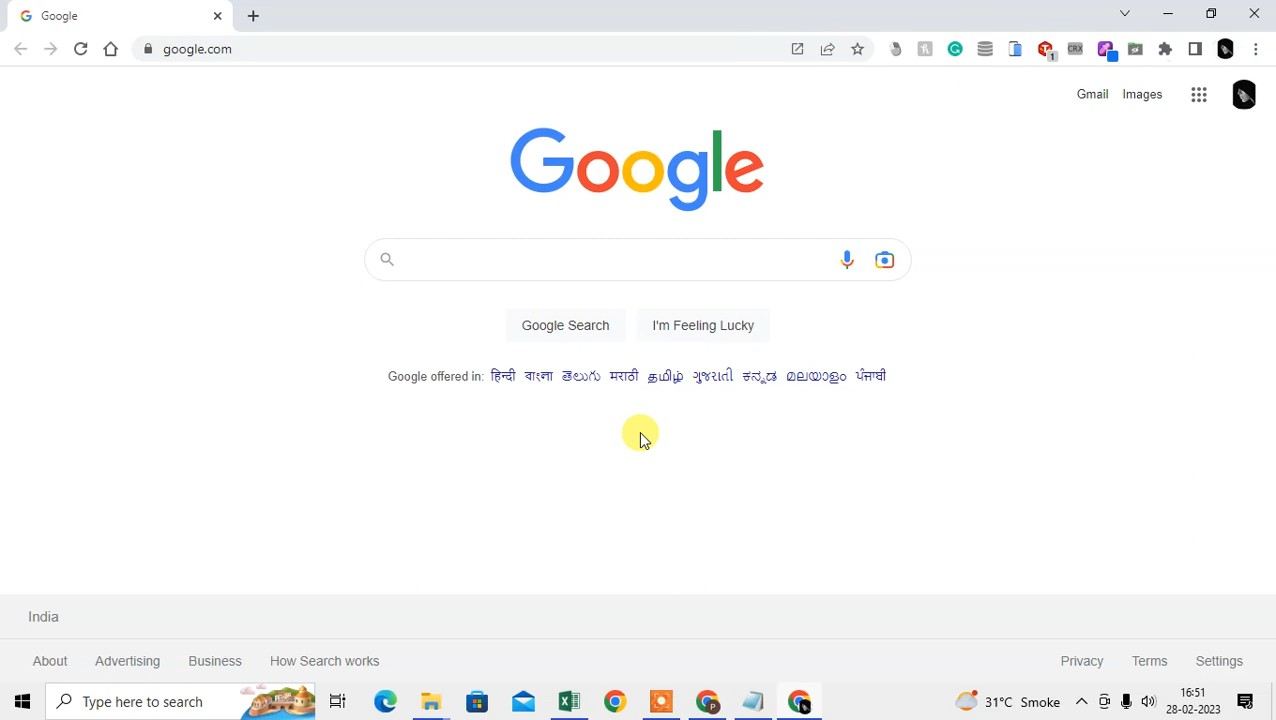 Google
google.com
1
CRX
Gmail Images
Google
Google Search I'm Feeling Lucky
Google offered in: हिन्दी বাংলা తెలుగు मराठी தமிழ் ગુજરાતી ಕನ್ನಡ മലയാളം ਪੰਜਾਬੀ
India
About Advertising Business How Search works Privacy Terms Settings
Type here to search
31°C Smoke
16:51
28-02-2023